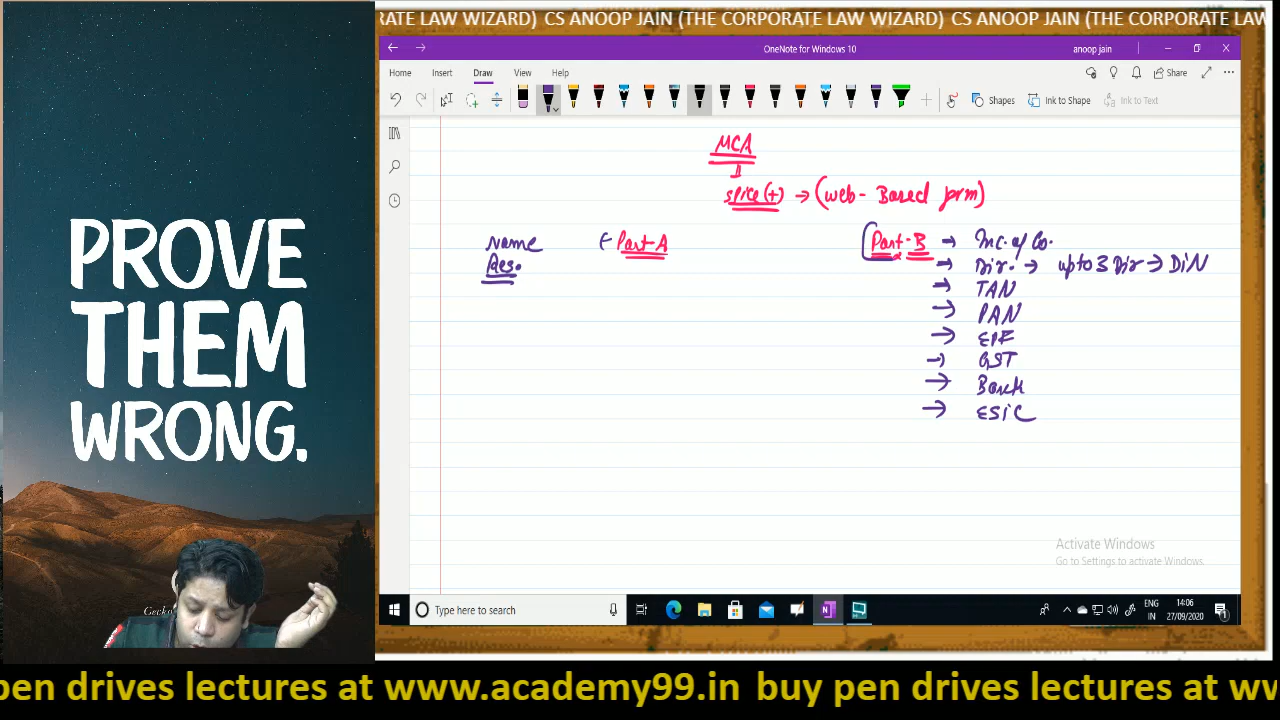 RATE LAW WIZARD) CS ANOOP JAIN (THE CORPORATE LAW WIZARD) CS ANOOP JAIN (THE CORPORATE LAW
OneNote for Windows 10
anoop jain
Home Insert Draw View Help
Share
Shapes Ink to Shape Ink to Text
MCA
spice(+) → (web-Based form)
Name ← Part-A
Res.
Part-B → Inc. of Co.
→ Dir. → upto 3 Dir → DiN
→ TAN
→ PAN
→ EPF
→ GST
→ Bank
→ ESiC
PROVE
THEM
WRONG.
Activate Windows
Go to Settings to activate Windows.
Type here to search
ENG
IN
14:06
27/09/2020
pen drives lectures at www.academy99.in buy pen drives lectures at